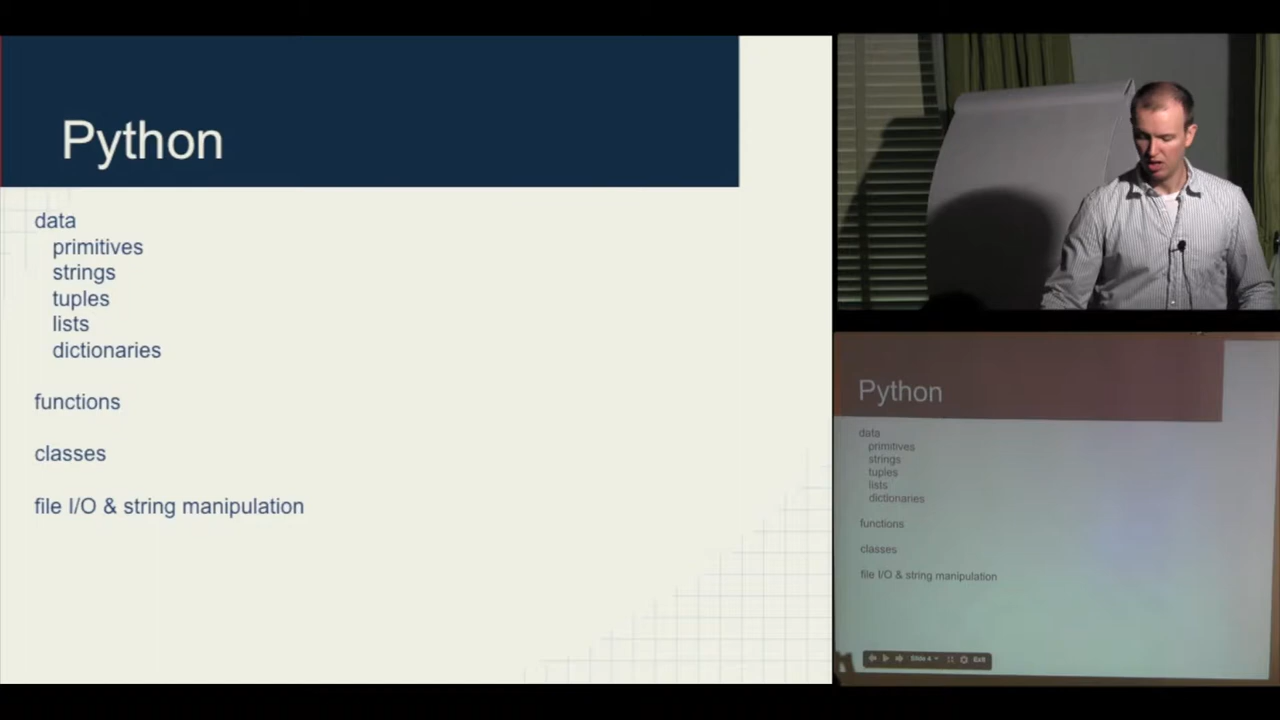 Python
data
primitives
strings
tuples
lists
dictionaries
functions
classes
file I/O & string manipulation
Python
data
primitives
strings
tuples
lists
dictionaries
functions
classes
file I/O & string manipulation
Slide 4
Exit